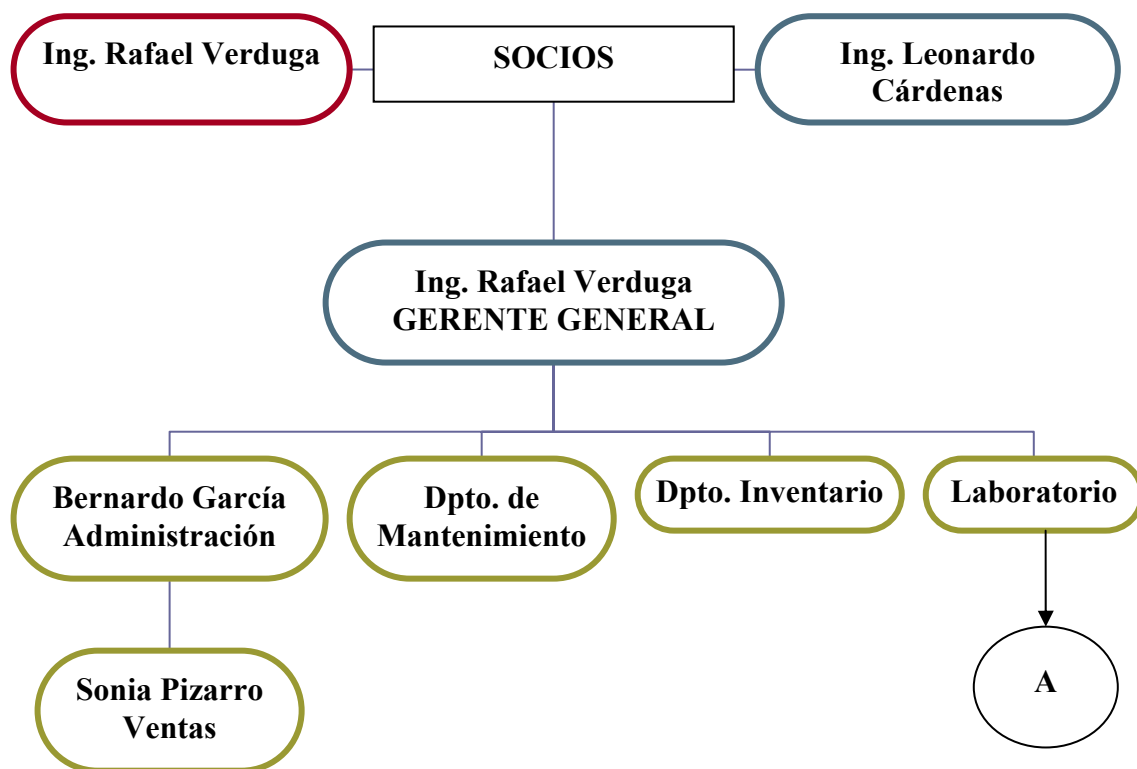 Ing. Rafael Verduga
SOCIOS
Ing. Leonardo
Cárdenas
Ing. Rafael Verduga
GERENTE GENERAL
Bernardo García
Administración
Dpto. de
Mantenimiento
Dpto. Inventario
Laboratorio
Sonia Pizarro
Ventas
A